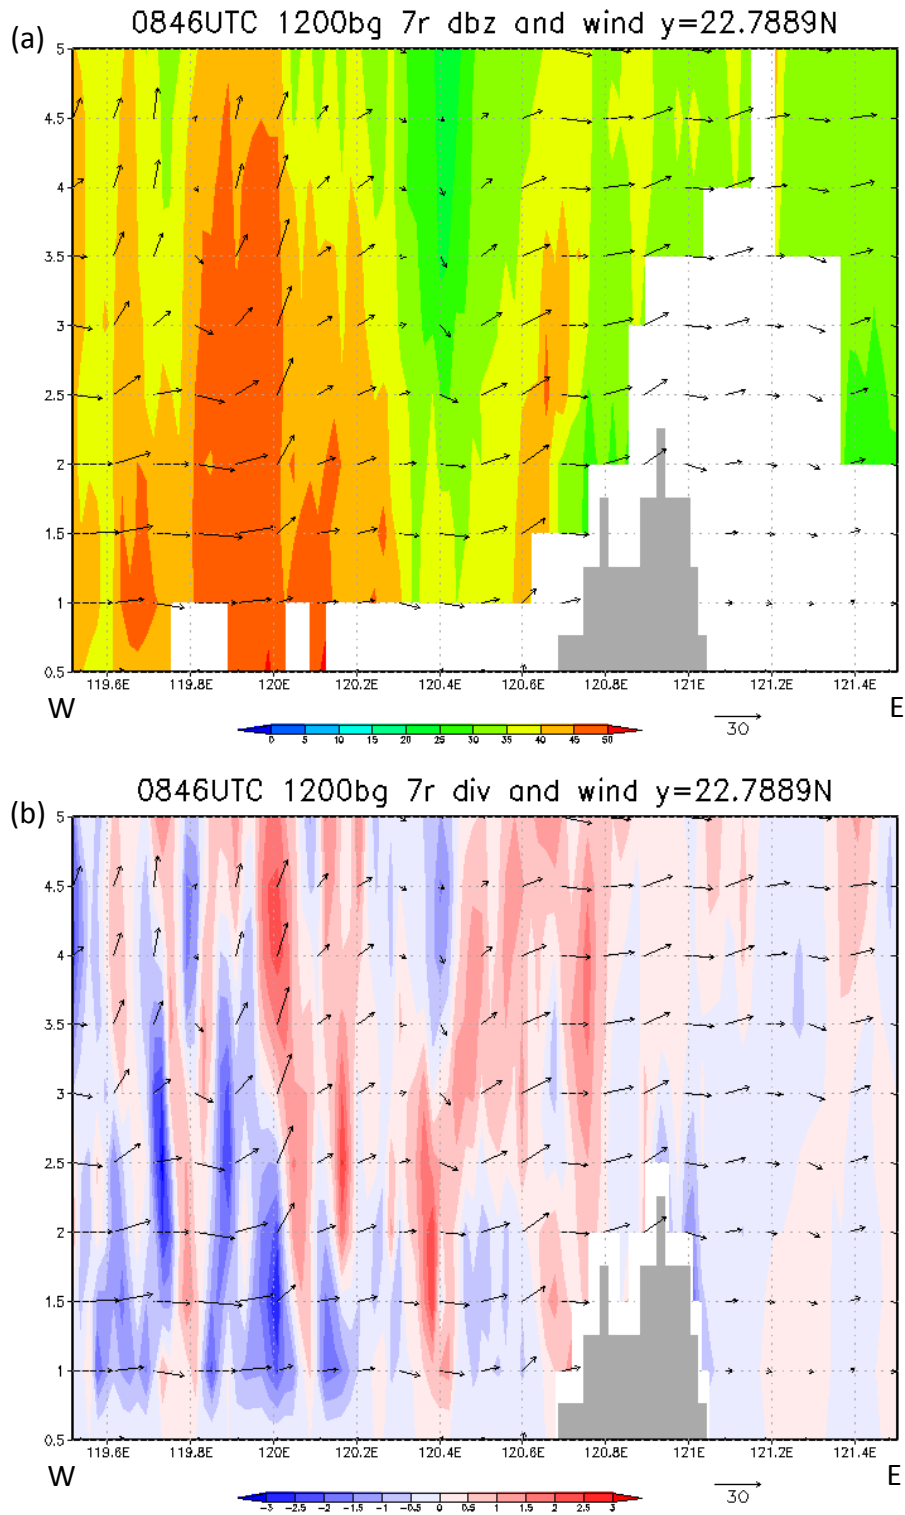 (a) 0846UTC 1200bg 7r dbz and wind y=22.7889N
5
4.5
4
3.5
3
2.5
2
1.5
1
0.5
119.6E 119.8E 120E 120.2E 120.4E 120.6E 120.8E 121E 121.2E 121.4E
W E
0 5 10 15 20 25 30 35 40 45 50
30
(b) 0846UTC 1200bg 7r div and wind y=22.7889N
5
4.5
4
3.5
3
2.5
2
1.5
1
0.5
119.6E 119.8E 120E 120.2E 120.4E 120.6E 120.8E 121E 121.2E 121.4E
W E
-3 -2.5 -2 -1.5 -1 -0.5 0 0.5 1 1.5 2 2.5 3
30